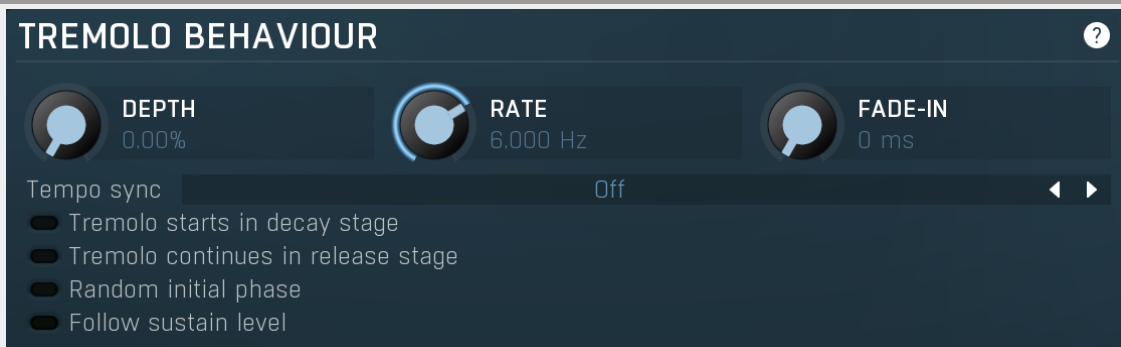 TREMOLO BEHAVIOUR ?
DEPTH RATE FADE-IN
0.00% 6.000 Hz 0 ms
Tempo sync Off
Tremolo starts in decay stage
Tremolo continues in release stage
Random initial phase
Follow sustain level